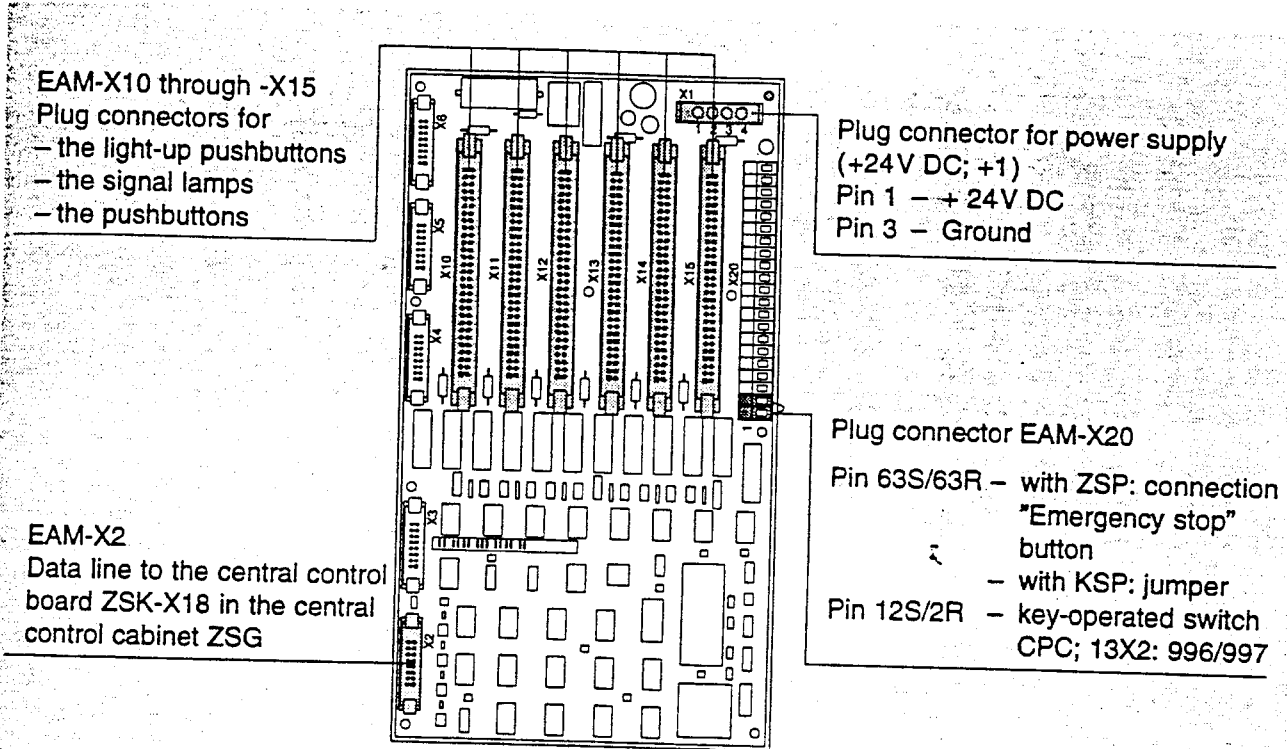 EAM-X10 through -X15
Plug connectors for
– the light-up pushbuttons
– the signal lamps
– the pushbuttons
EAM-X2
Data line to the central control
board ZSK-X18 in the central
control cabinet ZSG
X6
X5
X4
X3
X2
X10
X11
X12
X13
X14
X15
X20
X1
1 2 3 4
1
Plug connector for power supply
(+24V DC; +1)
Pin 1 – + 24V DC
Pin 3 – Ground
Plug connector EAM-X20
Pin 63S/63R – with ZSP: connection
"Emergency stop"
button
– with KSP: jumper
Pin 12S/2R – key-operated switch
CPC; 13X2: 996/997